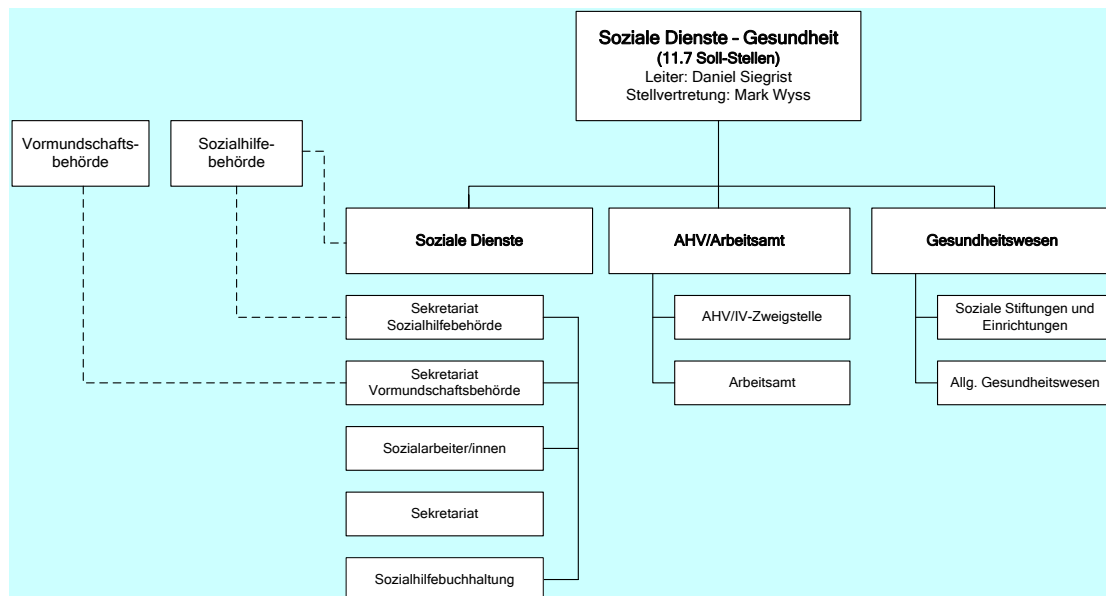 Soziale Dienste – Gesundheit
(11.7 Soll-Stellen)
Leiter: Daniel Siegrist
Stellvertretung: Mark Wyss
Vormundschafts-
behörde
Sozialhilfe-
behörde
Soziale Dienste
AHV/Arbeitsamt
Gesundheitswesen
Sekretariat
Sozialhilfebehörde
AHV/IV-Zweigstelle
Soziale Stiftungen und
Einrichtungen
Sekretariat
Vormundschaftsbehörde
Arbeitsamt
Allg. Gesundheitswesen
Sozialarbeiter/innen
Sekretariat
Sozialhilfebuchhaltung